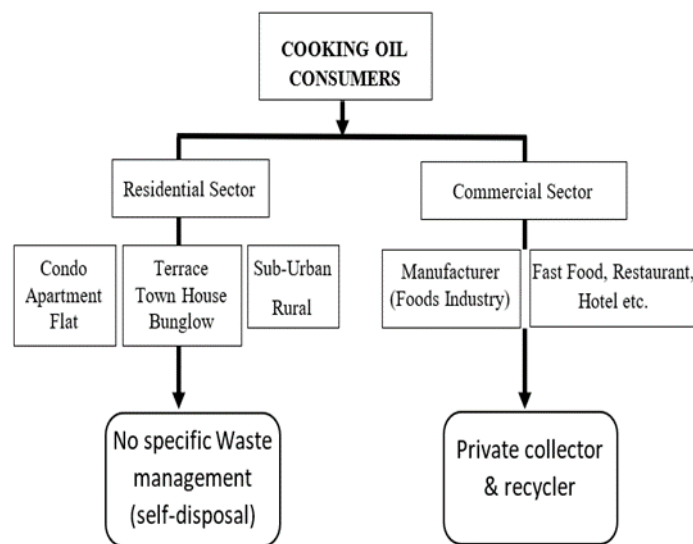 COOKING OIL
CONSUMERS
Residential Sector
Commercial Sector
Condo
Apartment
Flat
Terrace
Town House
Bunglow
Sub-Urban
Rural
Manufacturer
(Foods Industry)
Fast Food, Restaurant,
Hotel etc.
No specific Waste
management
(self-disposal)
Private collector
& recycler